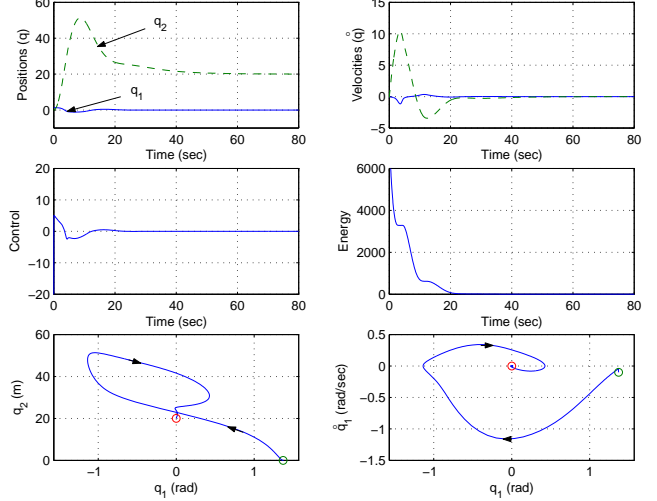 60
40
20
0
Positions (q)
q2
q1
0 20 40 60 80
Time (sec)
15
10
5
0
−5
Velocities (q̊)
0 20 40 60 80
Time (sec)
20
10
0
−10
−20
Control
0 20 40 60 80
Time (sec)
6000
4000
2000
0
Energy
0 20 40 60 80
Time (sec)
60
40
20
0
q2 (m)
−1 0 1
q1 (rad)
0.5
0
−0.5
−1
−1.5
q̊1 (rad/sec)
−1 0 1
q1 (rad)